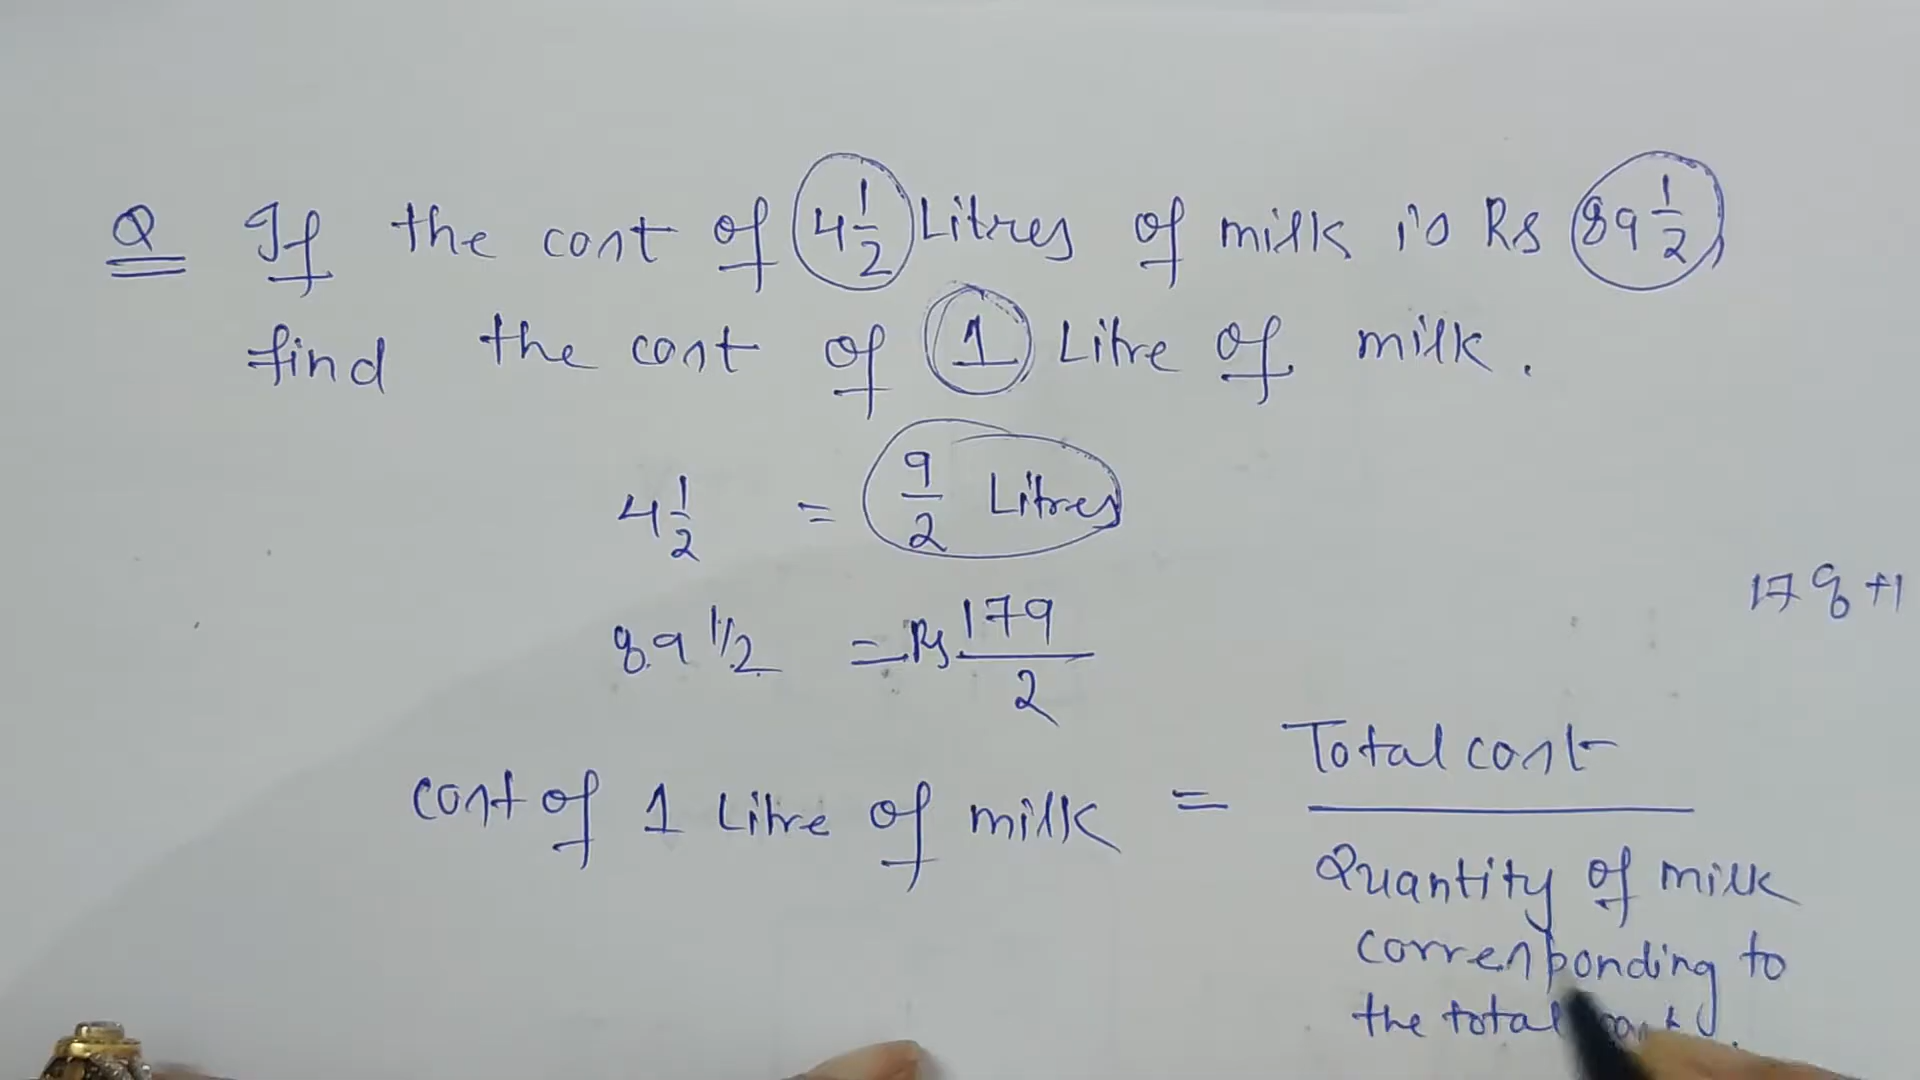 Q If the cost of 4 1/2 Litres of milk is Rs 89 1/2,
find the cost of 1 Litre of milk.
4 1/2 = 9/2 Litres
178 + 1
89 1/2 = Rs 179/2
cost of 1 Litre of milk = Total cost
Quantity of milk
corresponding to
the total